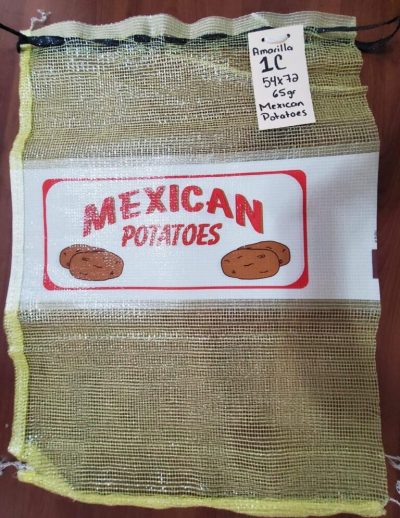 Amarilla
1C
54x72
65gr
Mexican
Potatoes
MEXICAN
POTATOES